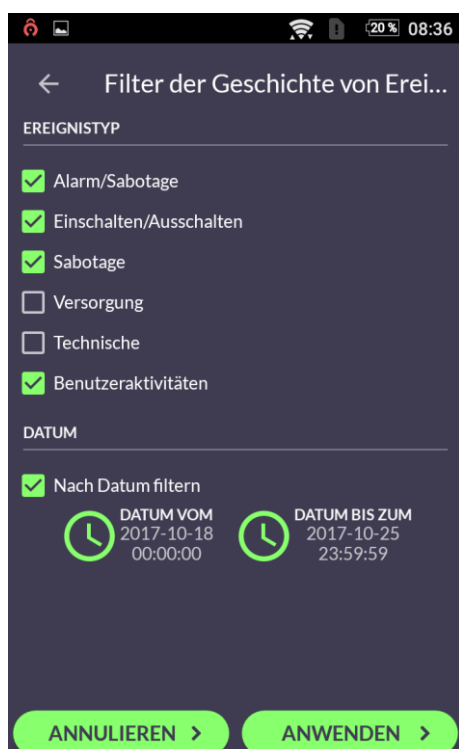 20 % 08:36
Filter der Geschichte von Erei...
EREIGNISTYP
Alarm/Sabotage
Einschalten/Ausschalten
Sabotage
Versorgung
Technische
Benutzeraktivitäten
DATUM
Nach Datum filtern
DATUM VOM DATUM BIS ZUM
2017-10-18 2017-10-25
00:00:00 23:59:59
ANNULIEREN > ANWENDEN >